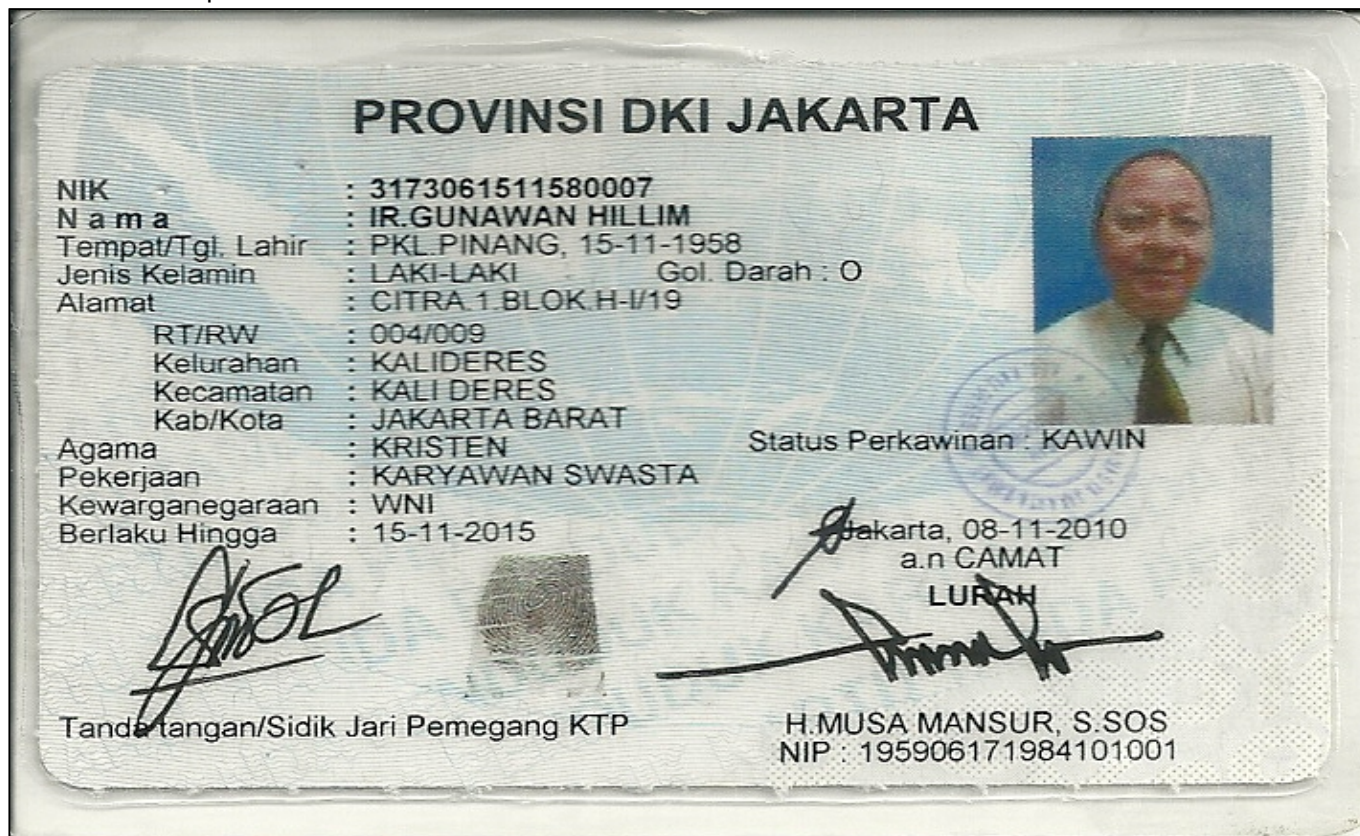 PROVINSI DKI JAKARTA
NIK : 3173061511580007
N a m a : IR.GUNAWAN HILLIM
Tempat/Tgl. Lahir : PKL.PINANG, 15-11-1958
Jenis Kelamin : LAKI-LAKI Gol. Darah : O
Alamat : CITRA.1.BLOK.H-I/19
RT/RW : 004/009
Kelurahan : KALIDERES
Kecamatan : KALI DERES
Kab/Kota : JAKARTA BARAT
Agama : KRISTEN Status Perkawinan : KAWIN
Pekerjaan : KARYAWAN SWASTA
Kewarganegaraan : WNI
Berlaku Hingga : 15-11-2015
Jakarta, 08-11-2010
a.n CAMAT
LURAH
Tanda tangan/Sidik Jari Pemegang KTP
H.MUSA MANSUR, S.SOS
NIP : 195906171984101001